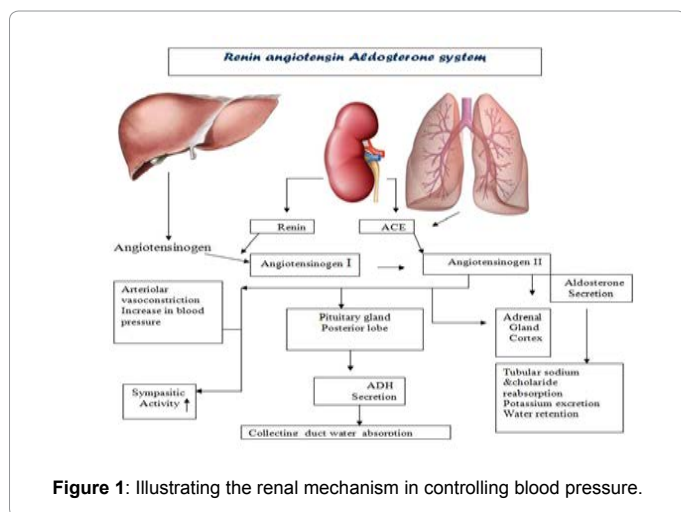 Renin angiotensin Aldosterone system
Renin
ACE
Angiotensinogen
Angiotensinogen I
Angiotensinogen II
Aldosterone
Secretion
Arteriolar
vasoconstriction
Increase in blood
pressure
Pituitary gland
Posterior lobe
Adrenal
Gland
Cortex
Sympasitic
Activity
ADH
Secretion
Tubular sodium
&cholaride
reabsorption
Potassium excretion
Water retention
Collecting duct water absorotion
Figure 1: Illustrating the renal mechanism in controlling blood pressure.